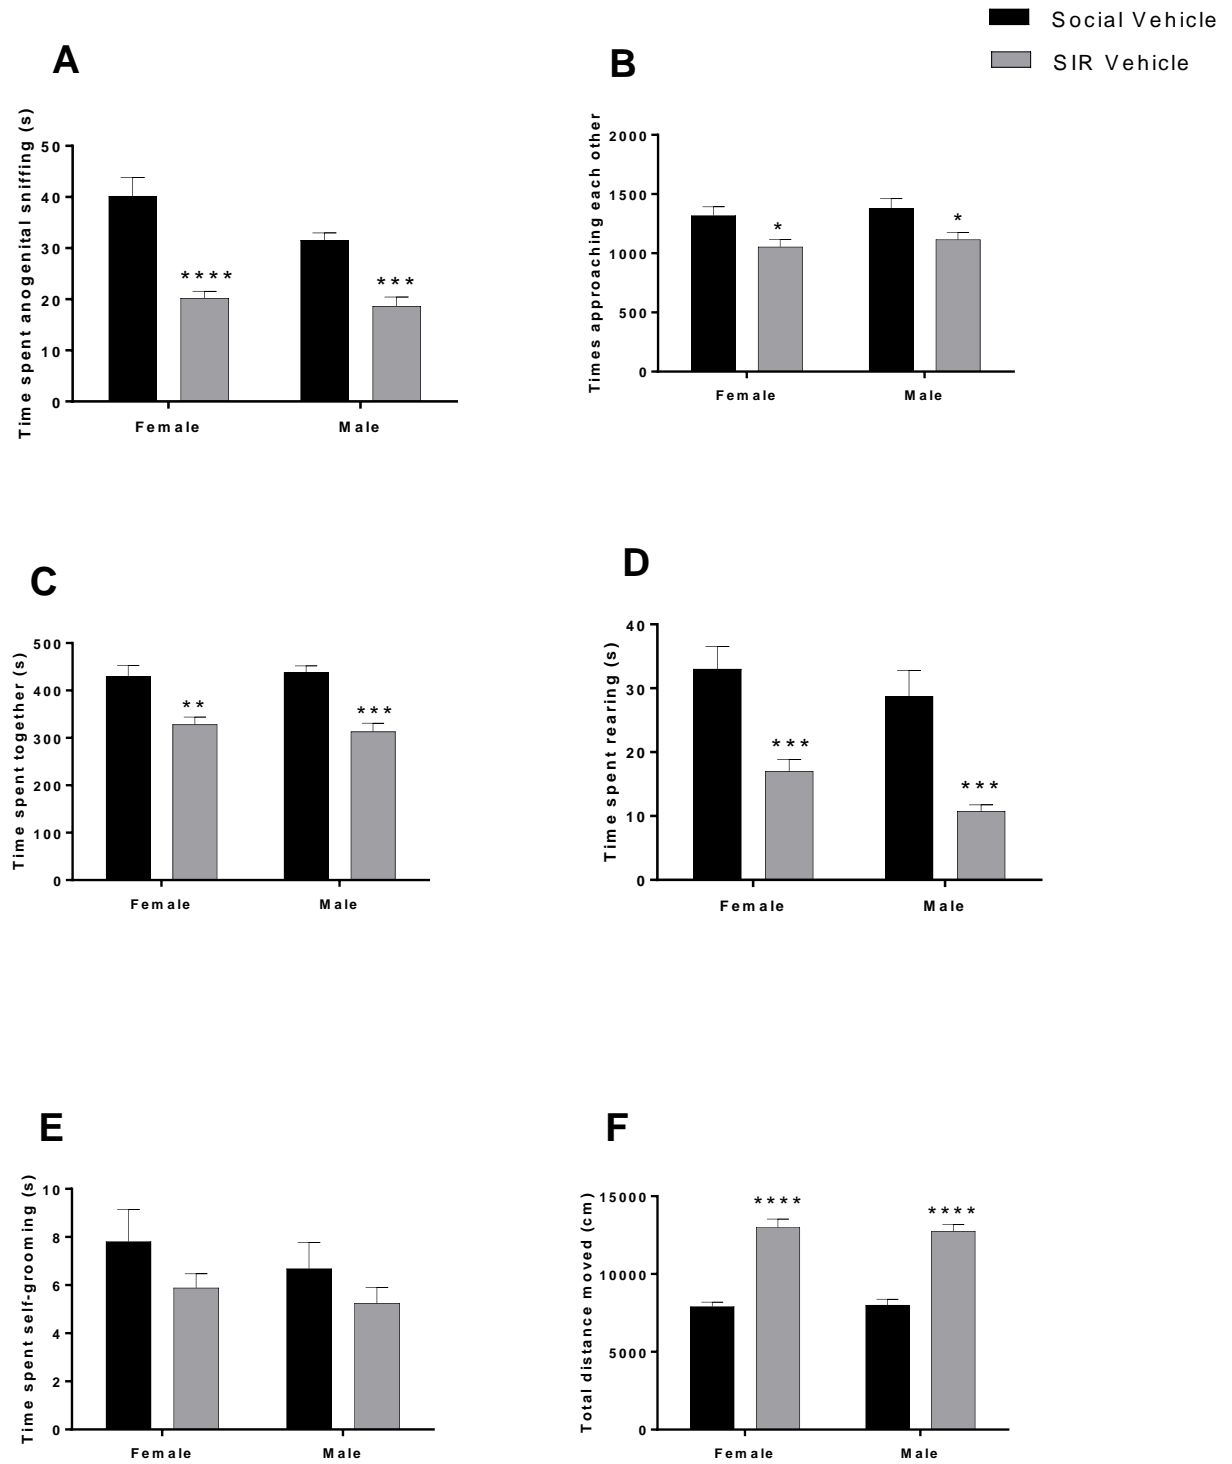 Social Vehicle
SIR Vehicle
A
Time spent anogenital sniffing (s)
50
40
30
20
10
0
****
***
Female
Male
B
Times approaching each other
2000
1500
1000
500
0
*
*
Female
Male
C
Time spent together (s)
500
400
300
200
100
0
**
***
Female
Male
D
Time spent rearing (s)
40
30
20
10
0
***
***
Female
Male
E
Time spent self-grooming (s)
10
8
6
4
2
0
Female
Male
F
Total distance moved (cm)
15000
10000
5000
0
****
****
Female
Male